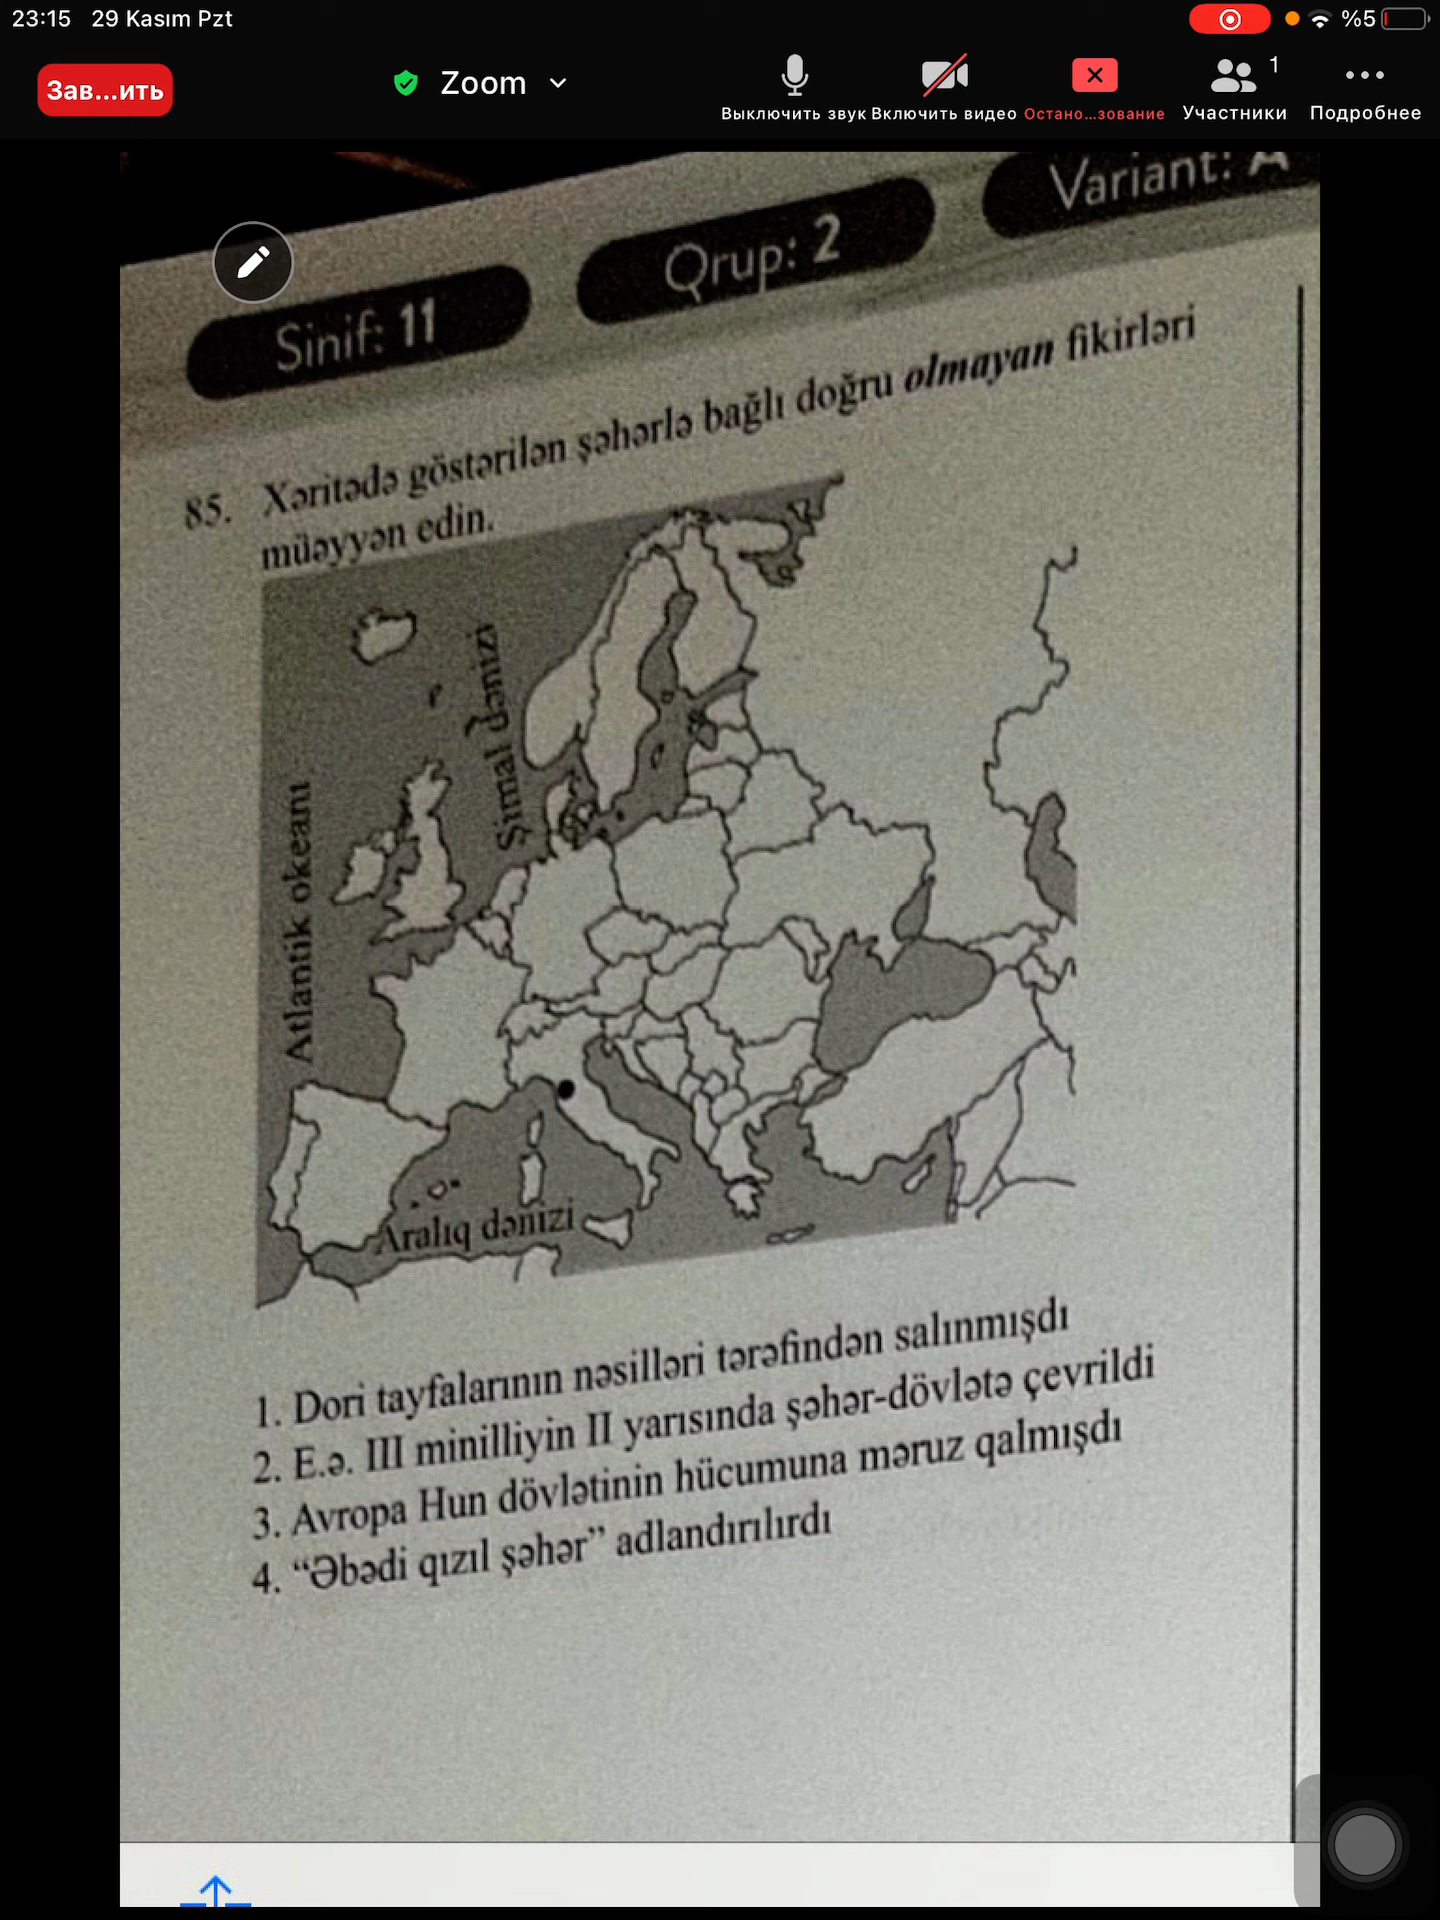 23:15 29 Kasım Pzt %5
Зав...ить
Zoom
Выключить звук
Включить видео
Остано...зование
1
Участники
Подробнее
Sinif: 11
Qrup: 2
Variant: A
85. Xəritədə göstərilən şəhərlə bağlı doğru olmayan fikirləri
müəyyən edin.
Atlantik okeanı
Şimal dənizi
Aralıq dənizi
1. Dori tayfalarının nəsilləri tərəfindən salınmışdı
2. E.ə. III minilliyin II yarısında şəhər-dövlətə çevrildi
3. Avropa Hun dövlətinin hücumuna məruz qalmışdı
4. “Əbədi qızıl şəhər” adlandırılırdı